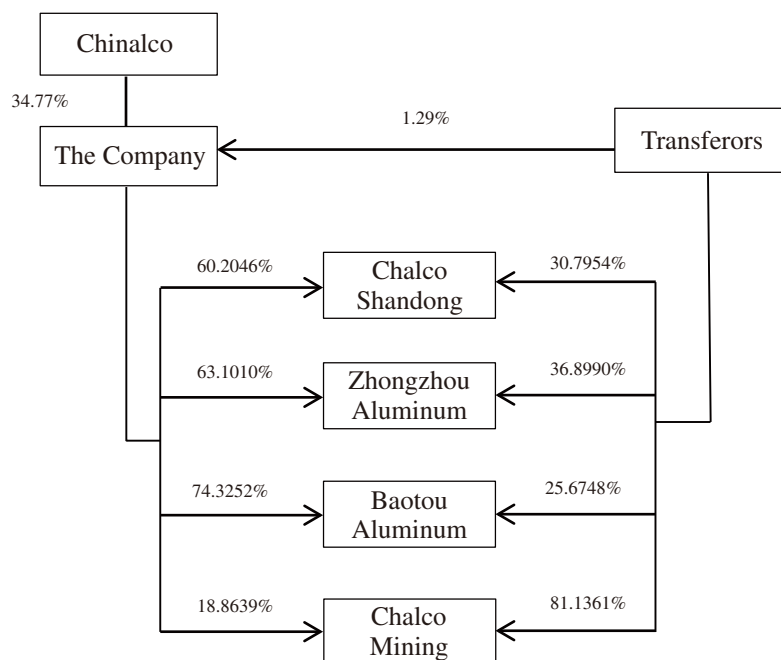 Chinalco
34.77%
The Company
1.29%
Transferors
60.2046%
Chalco
Shandong
30.7954%
63.1010%
Zhongzhou
Aluminum
36.8990%
74.3252%
Baotou
Aluminum
25.6748%
18.8639%
Chalco
Mining
81.1361%